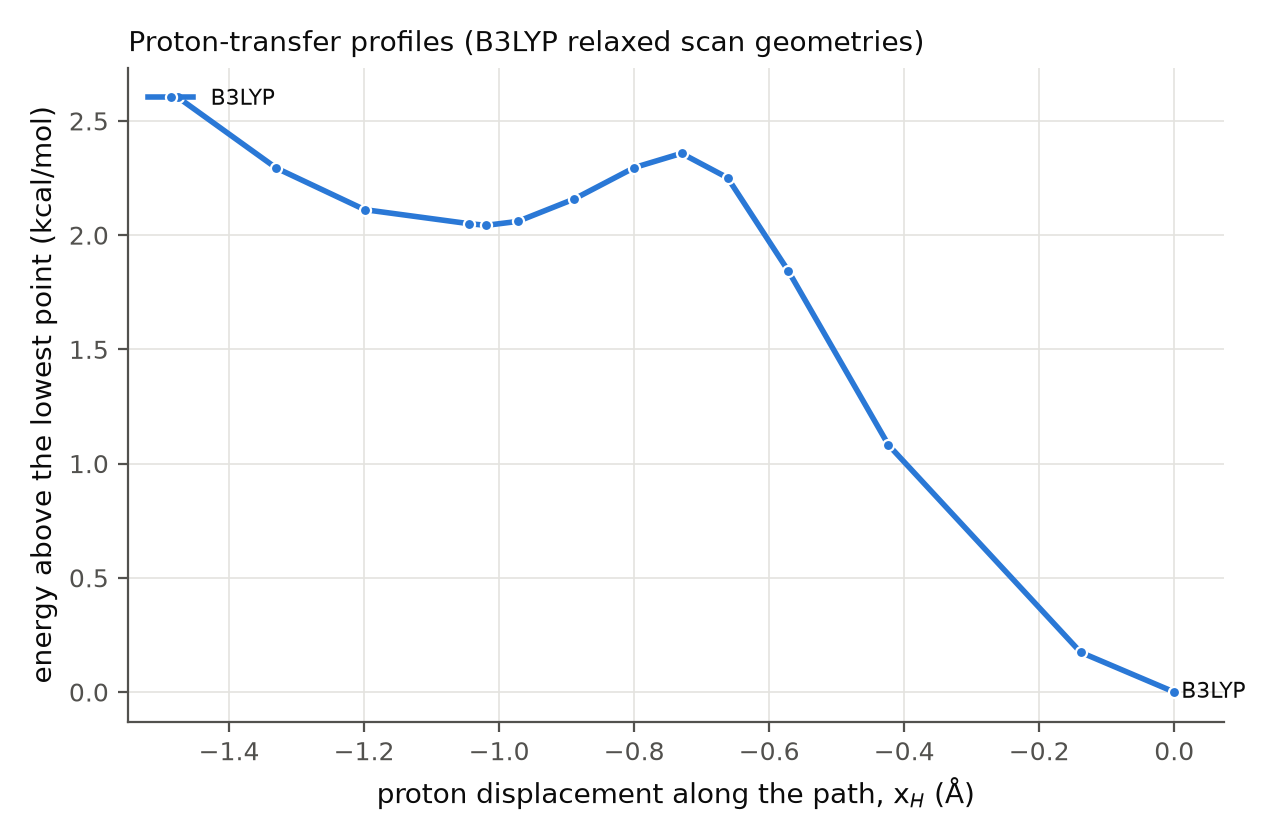 Proton-transfer profiles (B3LYP relaxed scan geometries)
B3LYP
energy above the lowest point (kcal/mol)
2.5
2.0
1.5
1.0
0.5
0.0
B3LYP
−1.4 −1.2 −1.0 −0.8 −0.6 −0.4 −0.2 0.0
proton displacement along the path, x_H (Å)